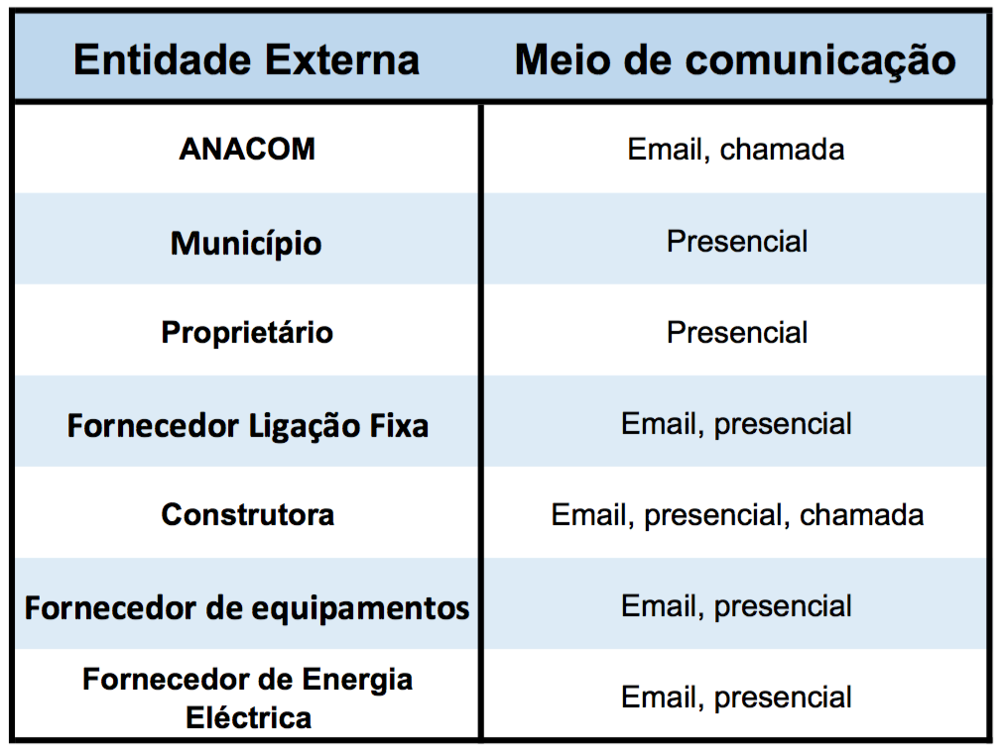 Entidade Externa Meio de comunicação
ANACOM Email, chamada
Município Presencial
Proprietário Presencial
Fornecedor Ligação Fixa Email, presencial
Construtora Email, presencial, chamada
Fornecedor de equipamentos Email, presencial
Fornecedor de Energia
Eléctrica Email, presencial